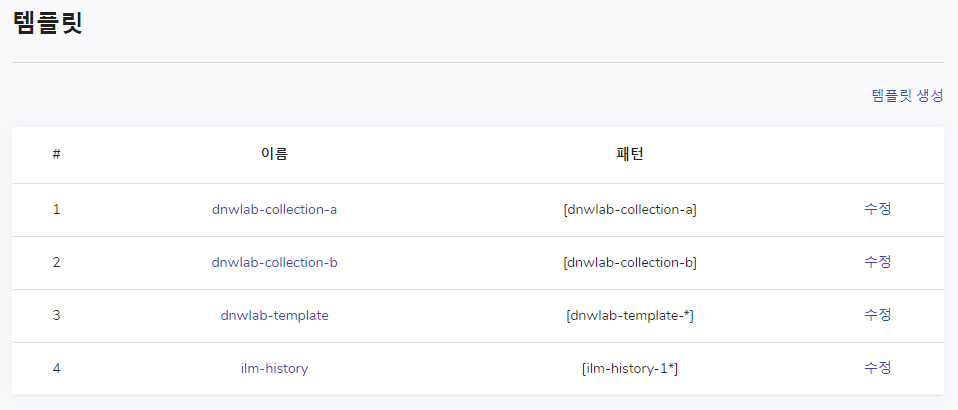 템플릿
템플릿 생성
# 이름 패턴
1 dnwlab-collection-a [dnwlab-collection-a] 수정
2 dnwlab-collection-b [dnwlab-collection-b] 수정
3 dnwlab-template [dnwlab-template-*] 수정
4 ilm-history [ilm-history-1*] 수정